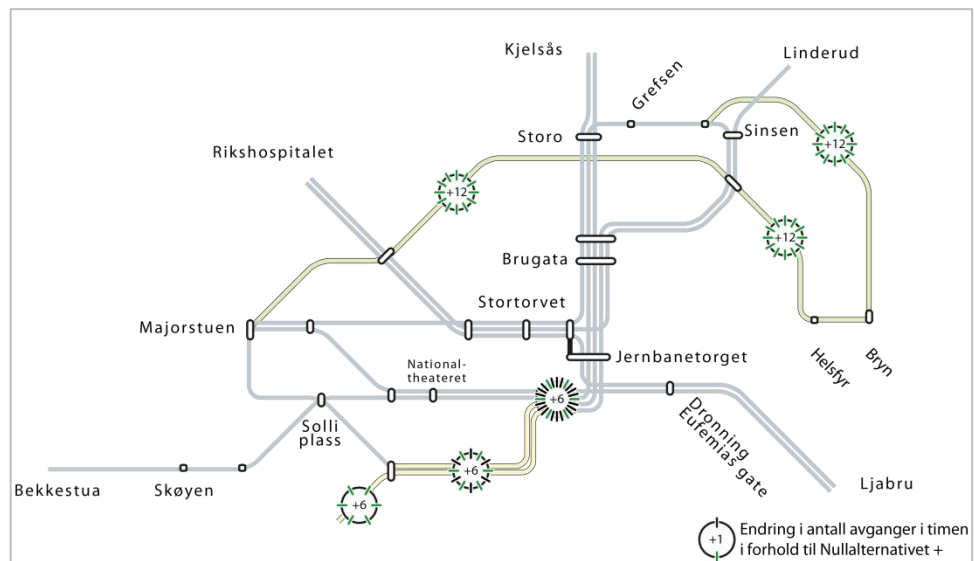 Kjelsås
Linderud
Grefsen
Storo
Sinsen
+12
Rikshospitalet
+12
+12
Brugata
Stortorvet
Majorstuen
Jernbanetorget
Helsfyr
Bryn
National-
theateret
+6
Solli
plass
Dronning
Eufemias gate
+6
Bekkestua
Skøyen
Ljabru
+6
+1
Endring i antall avganger i timen
i forhold til Nullalternativet +